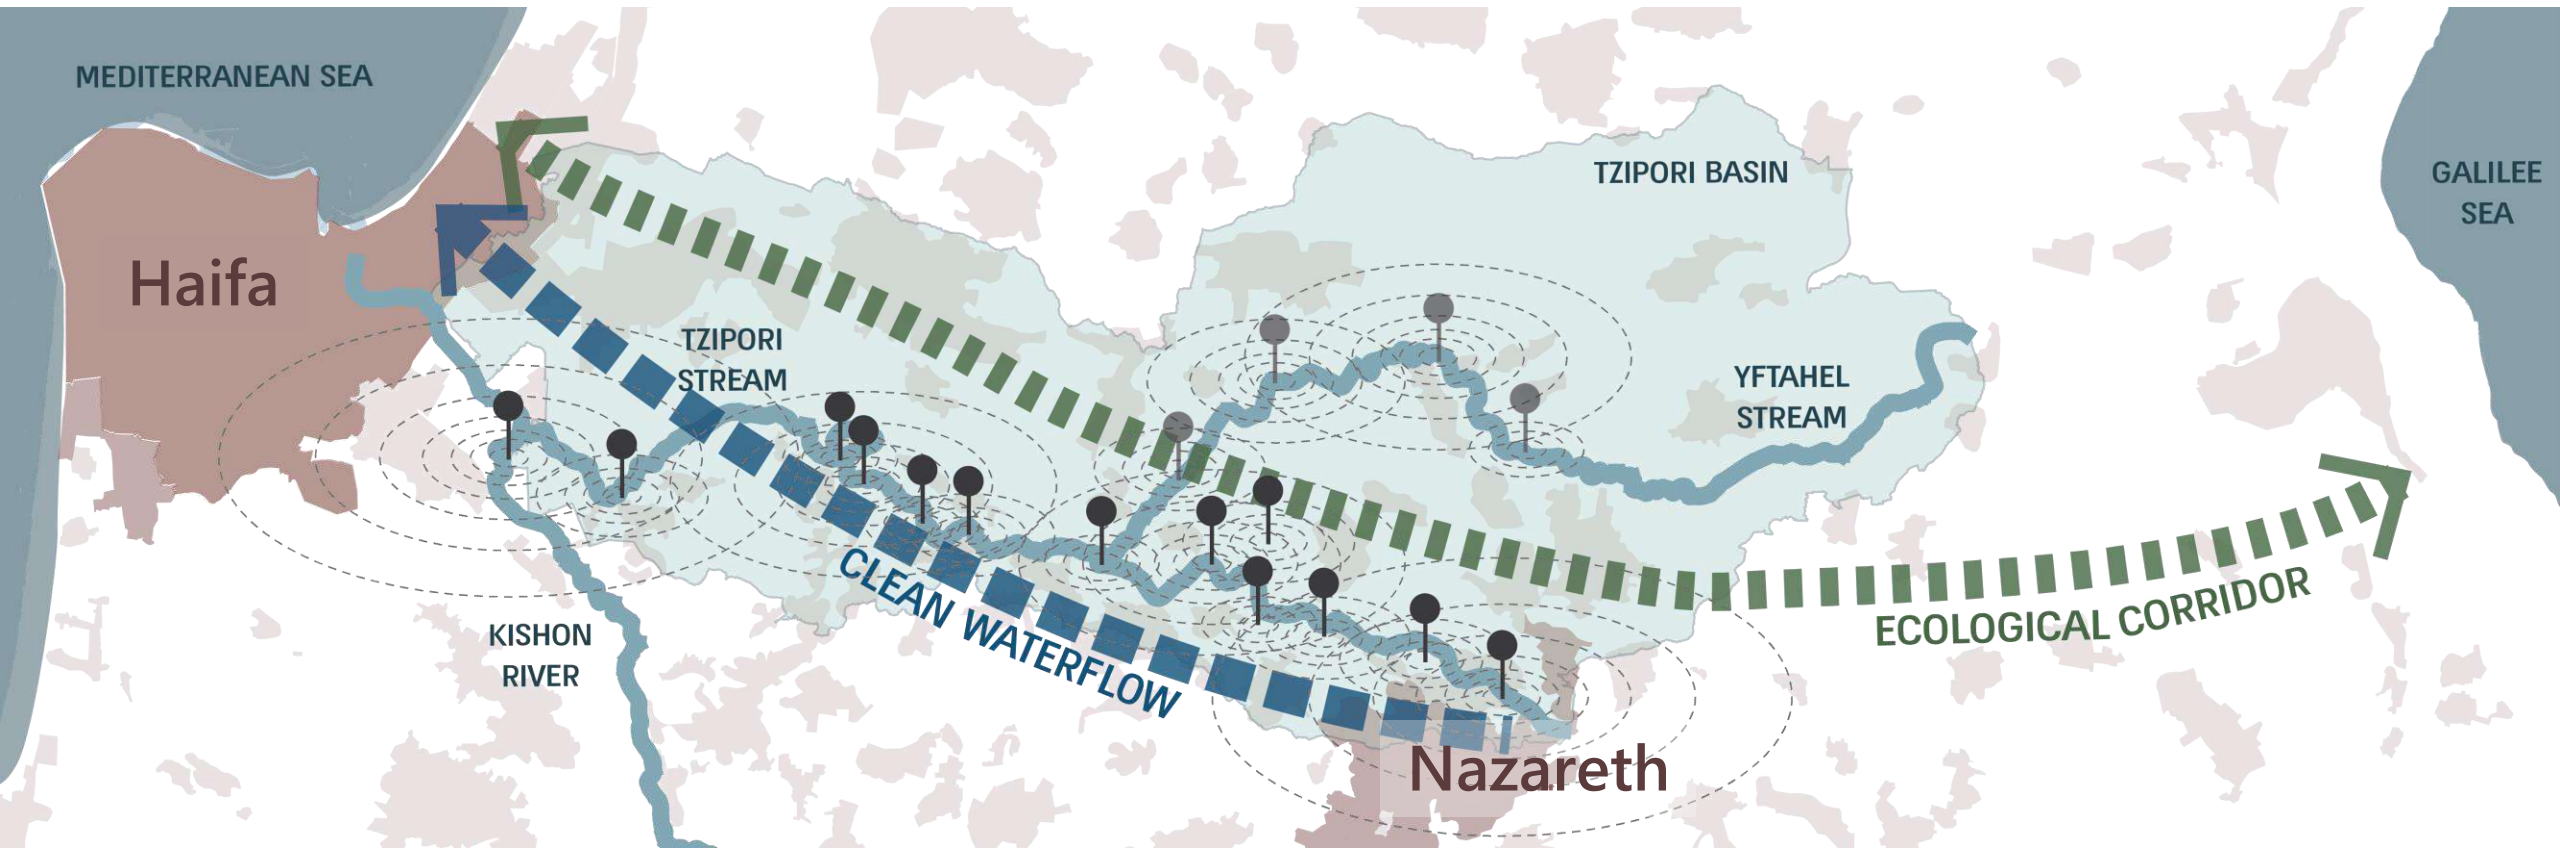 MEDITERRANEAN SEA
TZIPORI BASIN
GALILEE
SEA
Haifa
TZIPORI
STREAM
YFTAHEL
STREAM
CLEAN WATERFLOW
ECOLOGICAL CORRIDOR
KISHON
RIVER
Nazareth